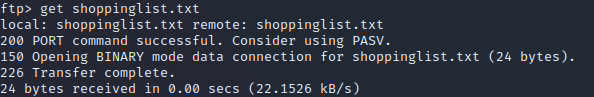 ftp> get shoppinglist.txt
local: shoppinglist.txt remote: shoppinglist.txt
200 PORT command successful. Consider using PASV.
150 Opening BINARY mode data connection for shoppinglist.txt (24 bytes).
226 Transfer complete.
24 bytes received in 0.00 secs (22.1526 kB/s)